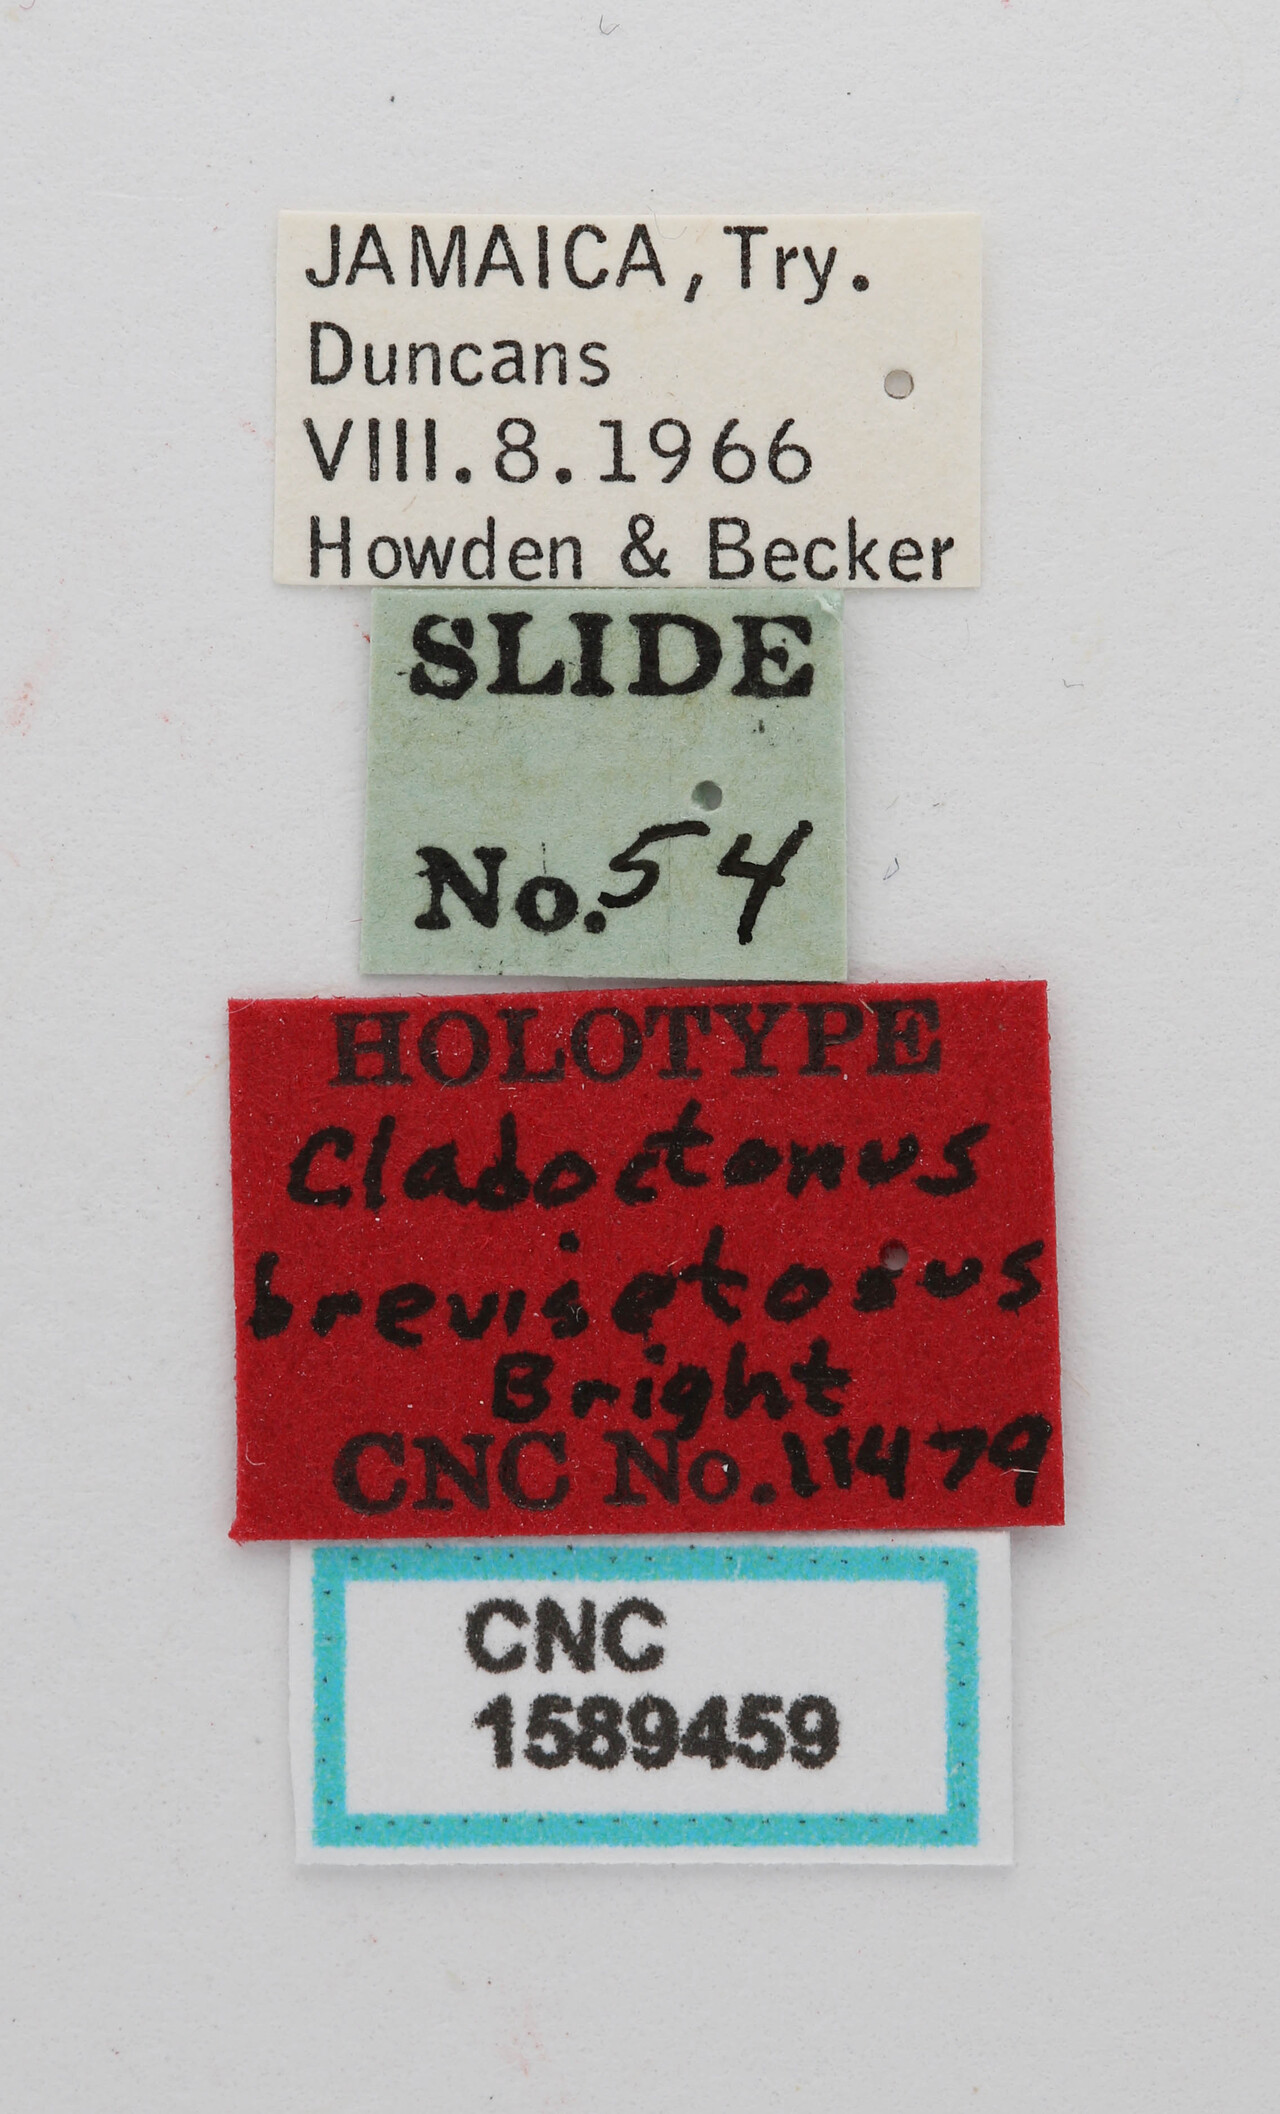 JAMAICA, Try.
Duncans
VIII.8.1966
Howden & Becker
SLIDE
No. 54
HOLOTYPE
Cladoctonus
brevisetosus
Bright
CNC No. 11479
CNC
1589459